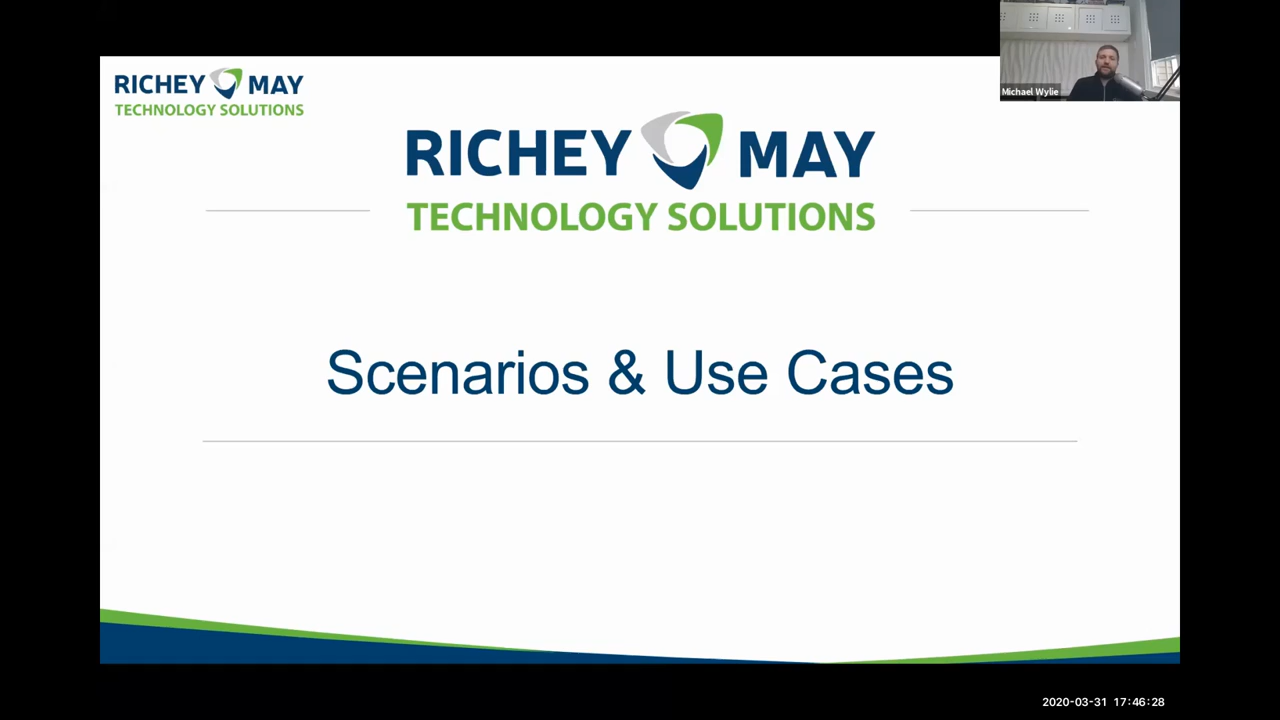 RICHEY MAY
TECHNOLOGY SOLUTIONS
Michael Wylie
RICHEY MAY
TECHNOLOGY SOLUTIONS
Scenarios & Use Cases
2020-03-31 17:46:28